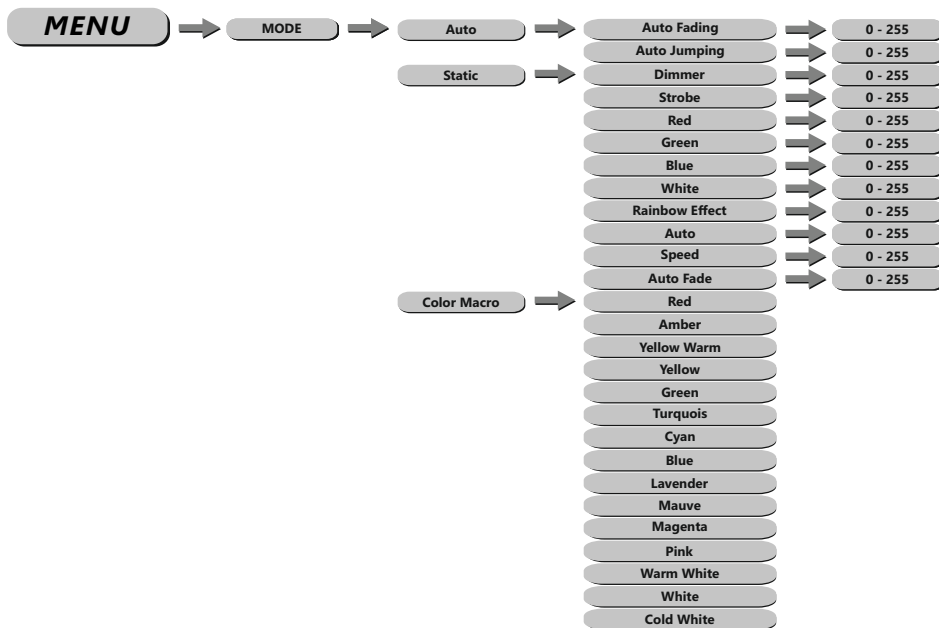 MENU MODE Auto Auto Fading 0 - 255
Auto Jumping 0 - 255
Static Dimmer 0 - 255
Strobe 0 - 255
Red 0 - 255
Green 0 - 255
Blue 0 - 255
White 0 - 255
Rainbow Effect 0 - 255
Auto 0 - 255
Speed 0 - 255
Auto Fade 0 - 255
Color Macro Red
Amber
Yellow Warm
Yellow
Green
Turquois
Cyan
Blue
Lavender
Mauve
Magenta
Pink
Warm White
White
Cold White